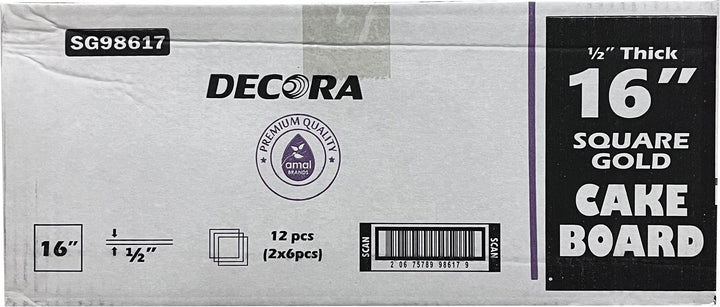 SG98617
DECORA
PREMIUM QUALITY
amal
BRANDS
½" Thick
16"
SQUARE
GOLD
CAKE
BOARD
16"
½"
12 pcs
(2x6pcs)
SCAN
SCAN
2 06 75789 98617 9